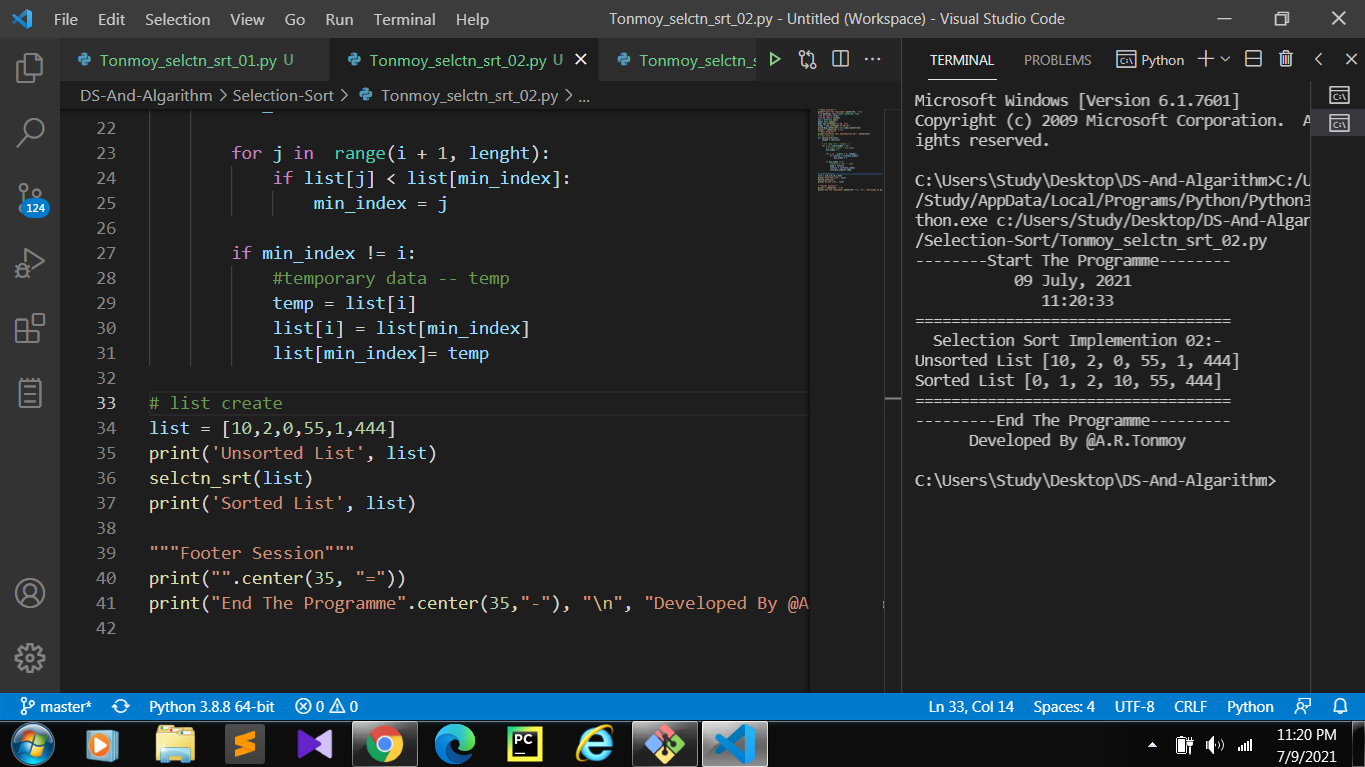 File Edit Selection View Go Run Terminal Help
Tonmoy_selctn_srt_02.py - Untitled (Workspace) - Visual Studio Code
Tonmoy_selctn_srt_01.py U
Tonmoy_selctn_srt_02.py U
Tonmoy_selctn_s
DS-And-Algarithm > Selection-Sort > Tonmoy_selctn_srt_02.py > ...
22
23 for j in  range(i + 1, lenght):
24 if list[j] < list[min_index]:
25 min_index = j
26
27 if min_index != i:
28 #temporary data -- temp
29 temp = list[i]
30 list[i] = list[min_index]
31 list[min_index]= temp
32
33 # list create
34 list = [10,2,0,55,1,444]
35 print('Unsorted List', list)
36 selctn_srt(list)
37 print('Sorted List', list)
38
39 """Footer Session"""
40 print("".center(35, "="))
41 print("End The Programme".center(35,"-"), "\n", "Developed By @A
42
TERMINAL PROBLEMS Python
Microsoft Windows [Version 6.1.7601]
Copyright (c) 2009 Microsoft Corporation.  A
ights reserved.
C:\Users\Study\Desktop\DS-And-Algarithm>C:/U
/Study/AppData/Local/Programs/Python/Python3
thon.exe c:/Users/Study/Desktop/DS-And-Algar
/Selection-Sort/Tonmoy_selctn_srt_02.py
--------Start The Programme--------
09 July, 2021
11:20:33
===================================
Selection Sort Implemention 02:-
Unsorted List [10, 2, 0, 55, 1, 444]
Sorted List [0, 1, 2, 10, 55, 444]
===================================
---------End The Programme---------
Developed By @A.R.Tonmoy
C:\Users\Study\Desktop\DS-And-Algarithm>
124
master* Python 3.8.8 64-bit 0 0 Ln 33, Col 14 Spaces: 4 UTF-8 CRLF Python
PC
11:20 PM
7/9/2021